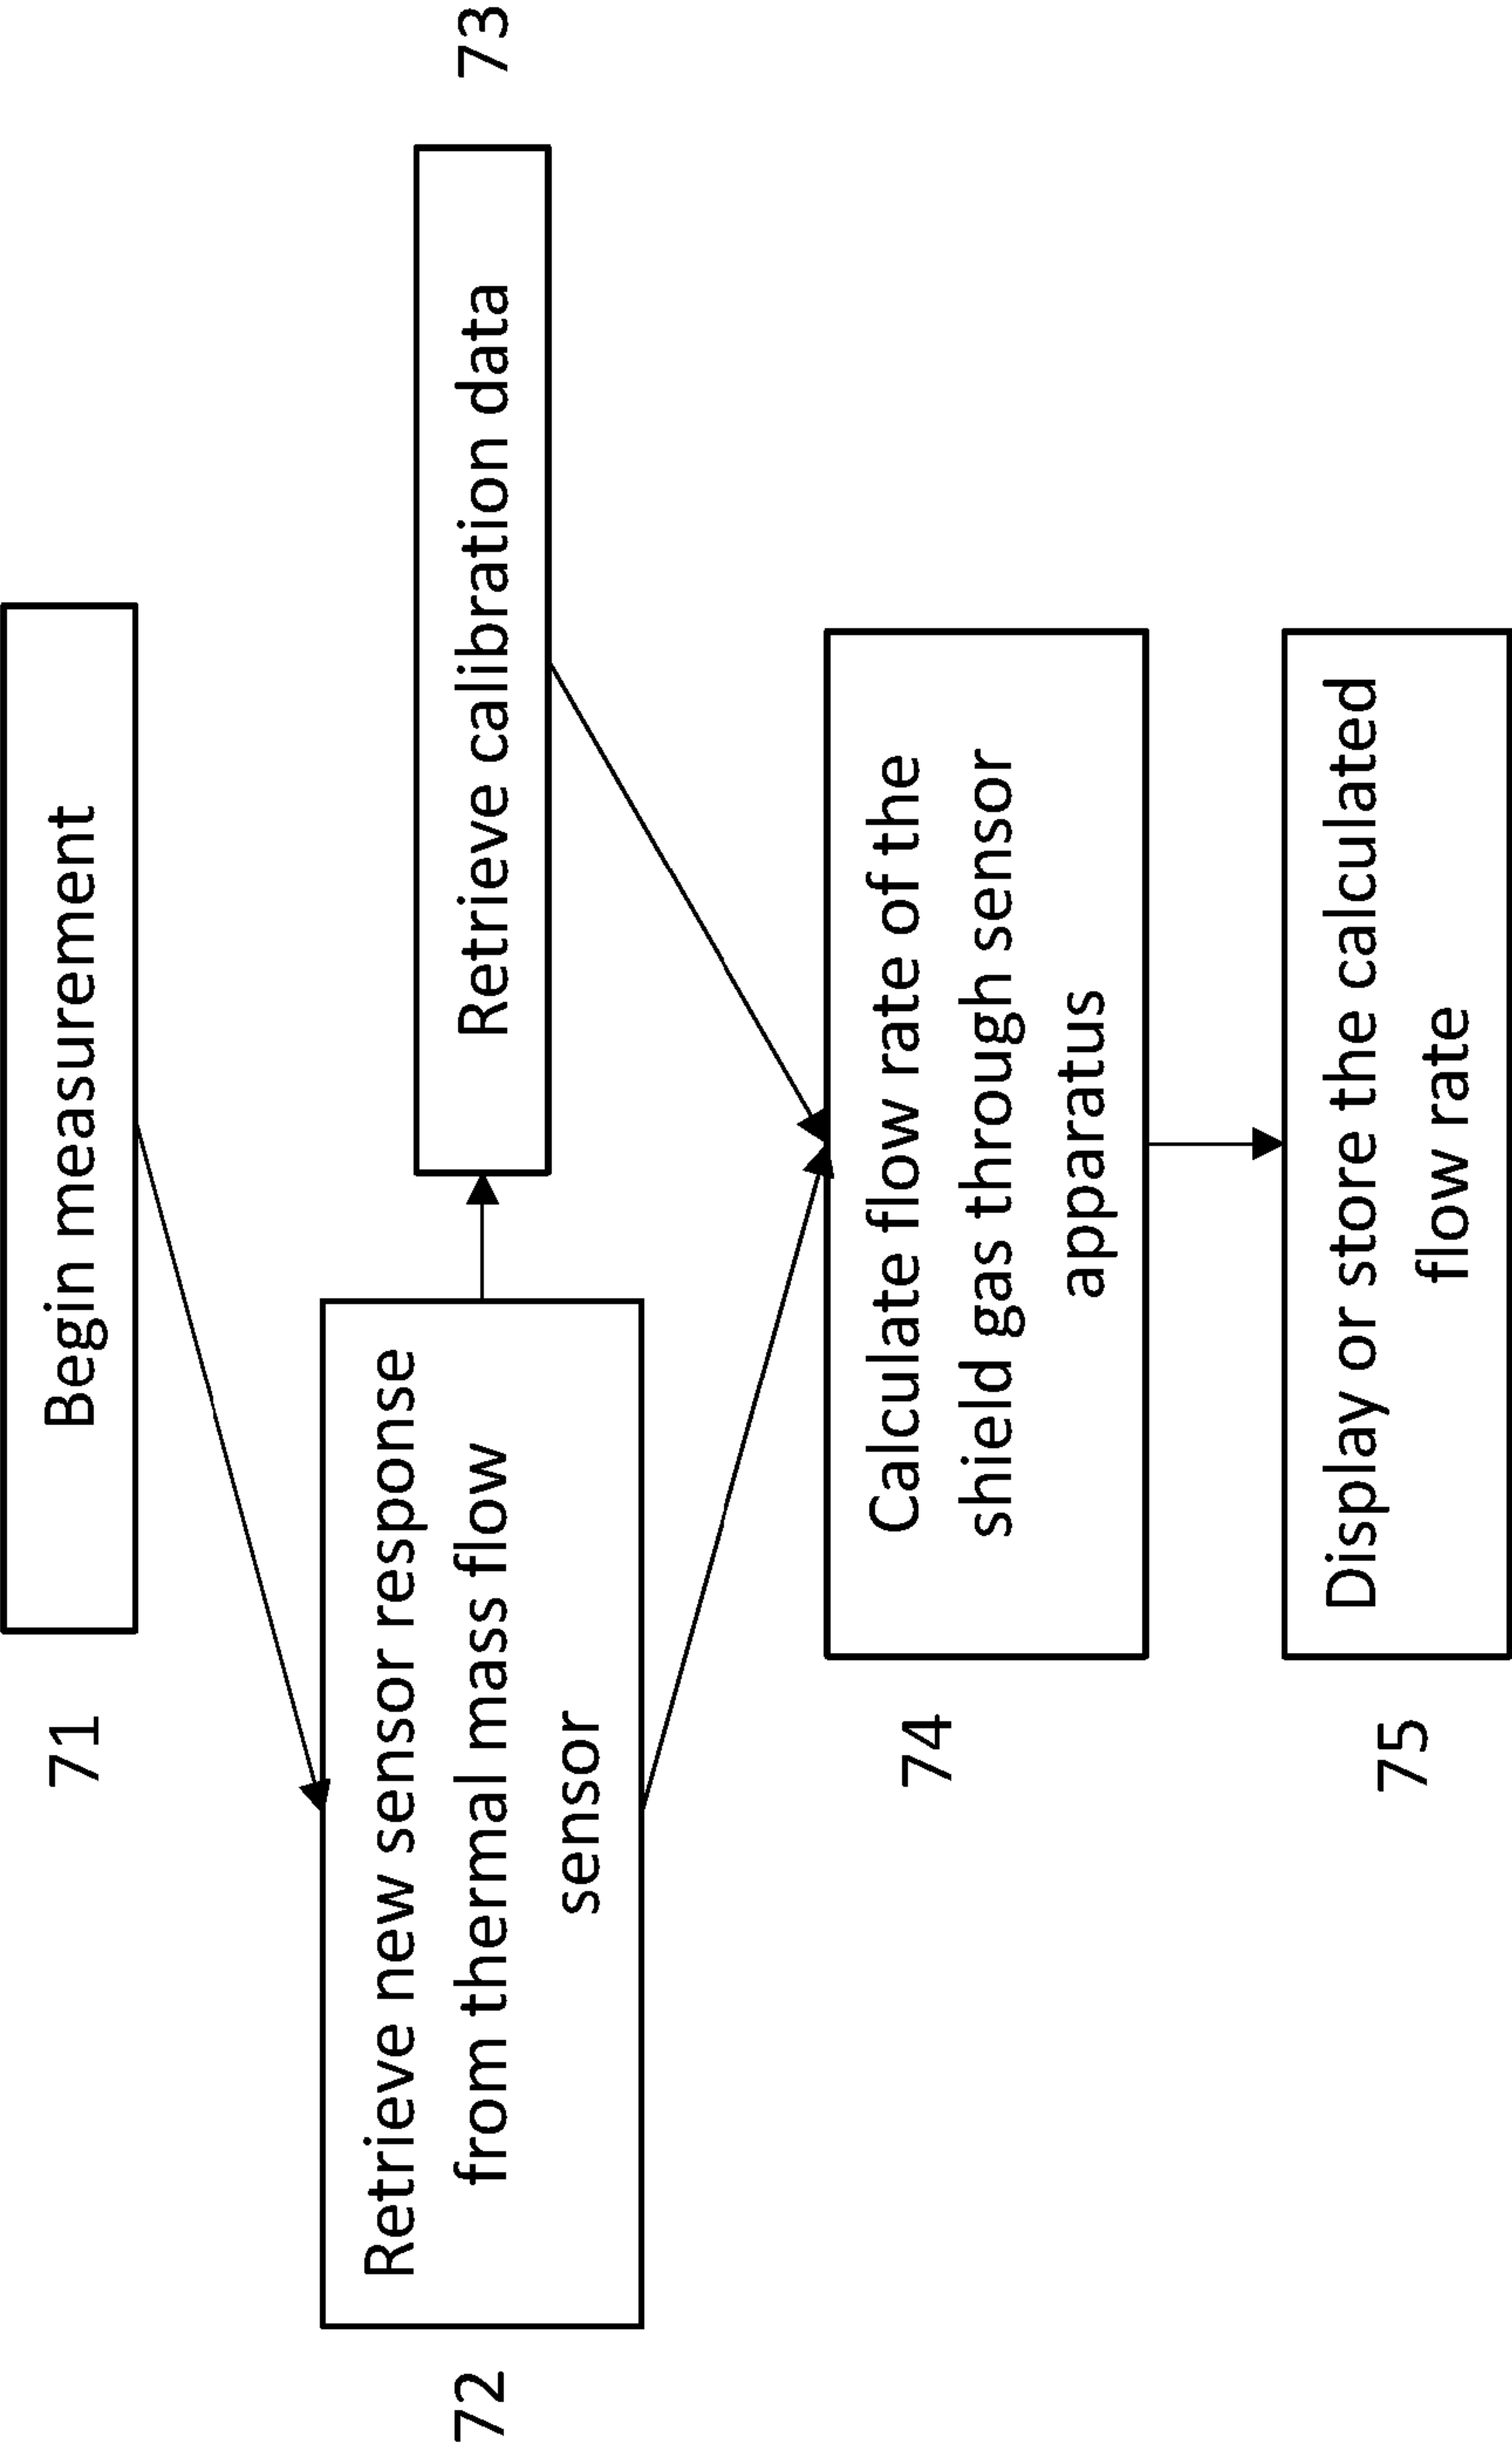 71
Begin measurement
72
Retrieve new sensor response
from thermal mass flow
sensor
Retrieve calibration data
73
74
Calculate flow rate of the
shield gas through sensor
apparatus
75
Display or store the calculated
flow rate